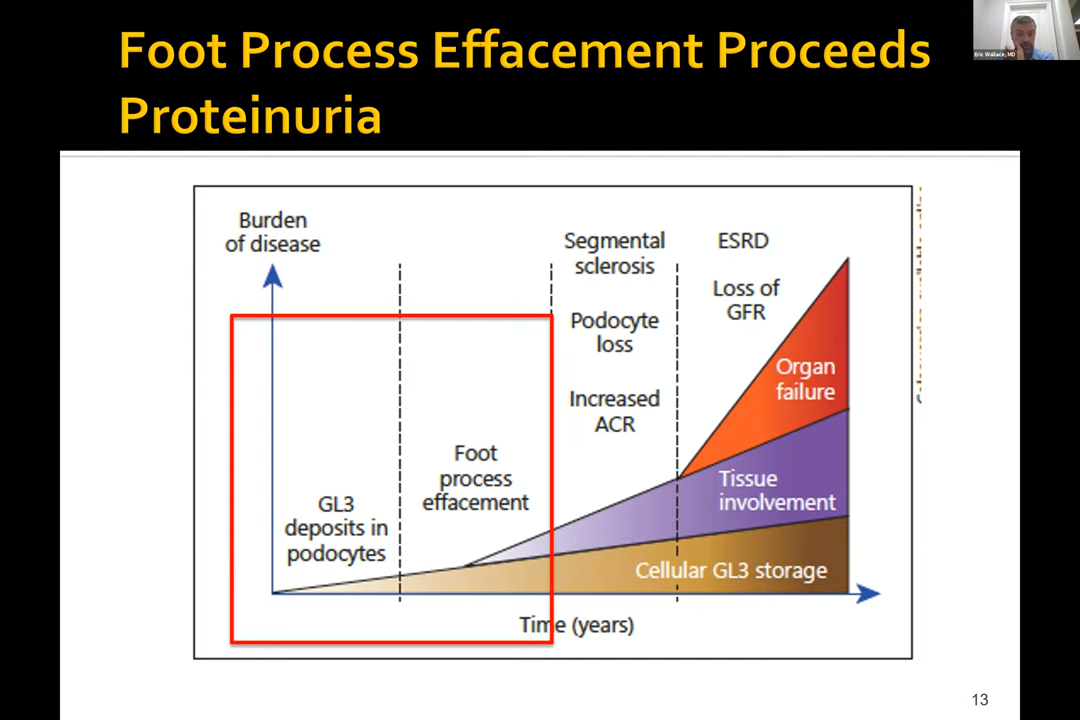 Foot Process Effacement Proceeds
Proteinuria
Eric Wallace, MD
Burden
of disease
Segmental
sclerosis
ESRD
Loss of
GFR
Podocyte
loss
Organ
failure
Increased
ACR
Foot
process
effacement
Tissue
involvement
GL3
deposits in
podocytes
Cellular GL3 storage
Time (years)
13